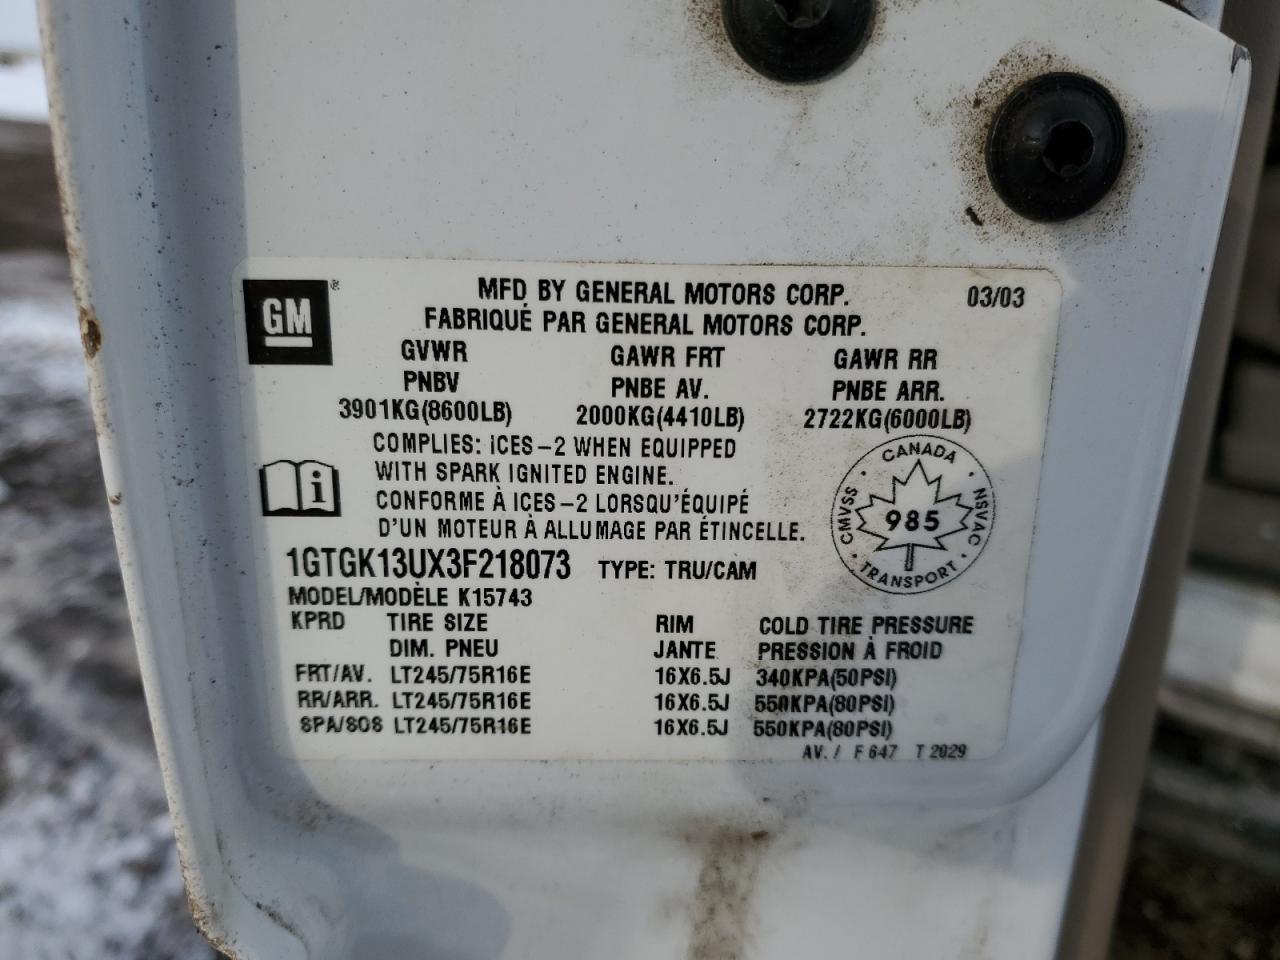 GM ®
MFD BY GENERAL MOTORS CORP. 03/03
FABRIQUÉ PAR GENERAL MOTORS CORP.
GVWR GAWR FRT GAWR RR
PNBV PNBE AV. PNBE ARR.
3901KG(8600LB) 2000KG(4410LB) 2722KG(6000LB)
COMPLIES: ICES-2 WHEN EQUIPPED
WITH SPARK IGNITED ENGINE.
CONFORME À ICES-2 LORSQU'ÉQUIPÉ
D'UN MOTEUR À ALLUMAGE PAR ÉTINCELLE.
i
CANADA
CMVSS 985 NSVAC
TRANSPORT
1GTGK13UX3F218073 TYPE: TRU/CAM
MODEL/MODÈLE K15743
KPRD TIRE SIZE RIM COLD TIRE PRESSURE
DIM. PNEU JANTE PRESSION À FROID
FRT/AV. LT245/75R16E 16X6.5J 340KPA(50PSI)
RR/ARR. LT245/75R16E 16X6.5J 550KPA(80PSI)
SPA/SOS LT245/75R16E 16X6.5J 550KPA(80PSI)
AV. / F 647 T 2029